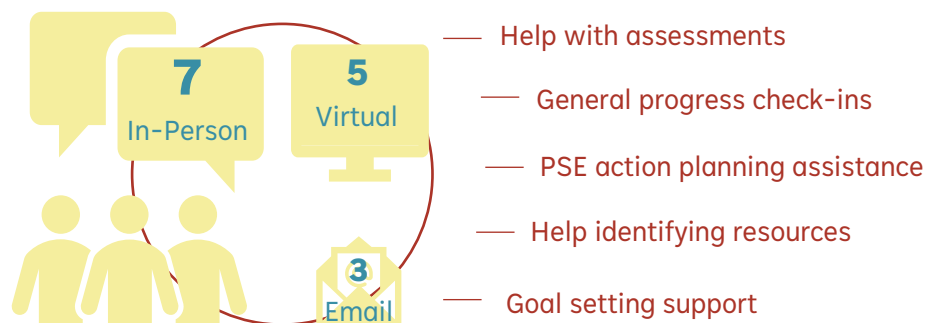 7
In-Person
5
Virtual
3
Email
Help with assessments
General progress check-ins
PSE action planning assistance
Help identifying resources
Goal setting support